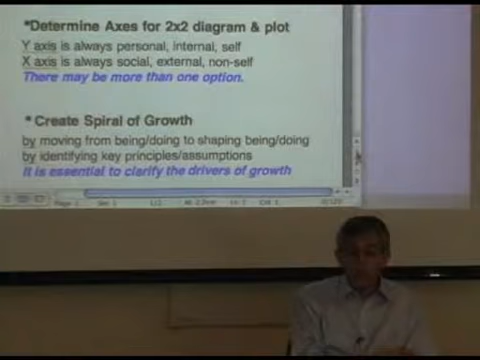 *Determine Axes for 2x2 diagram & plot
Y axis is always personal, internal, self
X axis is always social, external, non-self
There may be more than one option.
* Create Spiral of Growth
by moving from being/doing to shaping being/doing
by identifying key principles/assumptions
It is essential to clarify the drivers of growth
Page 1